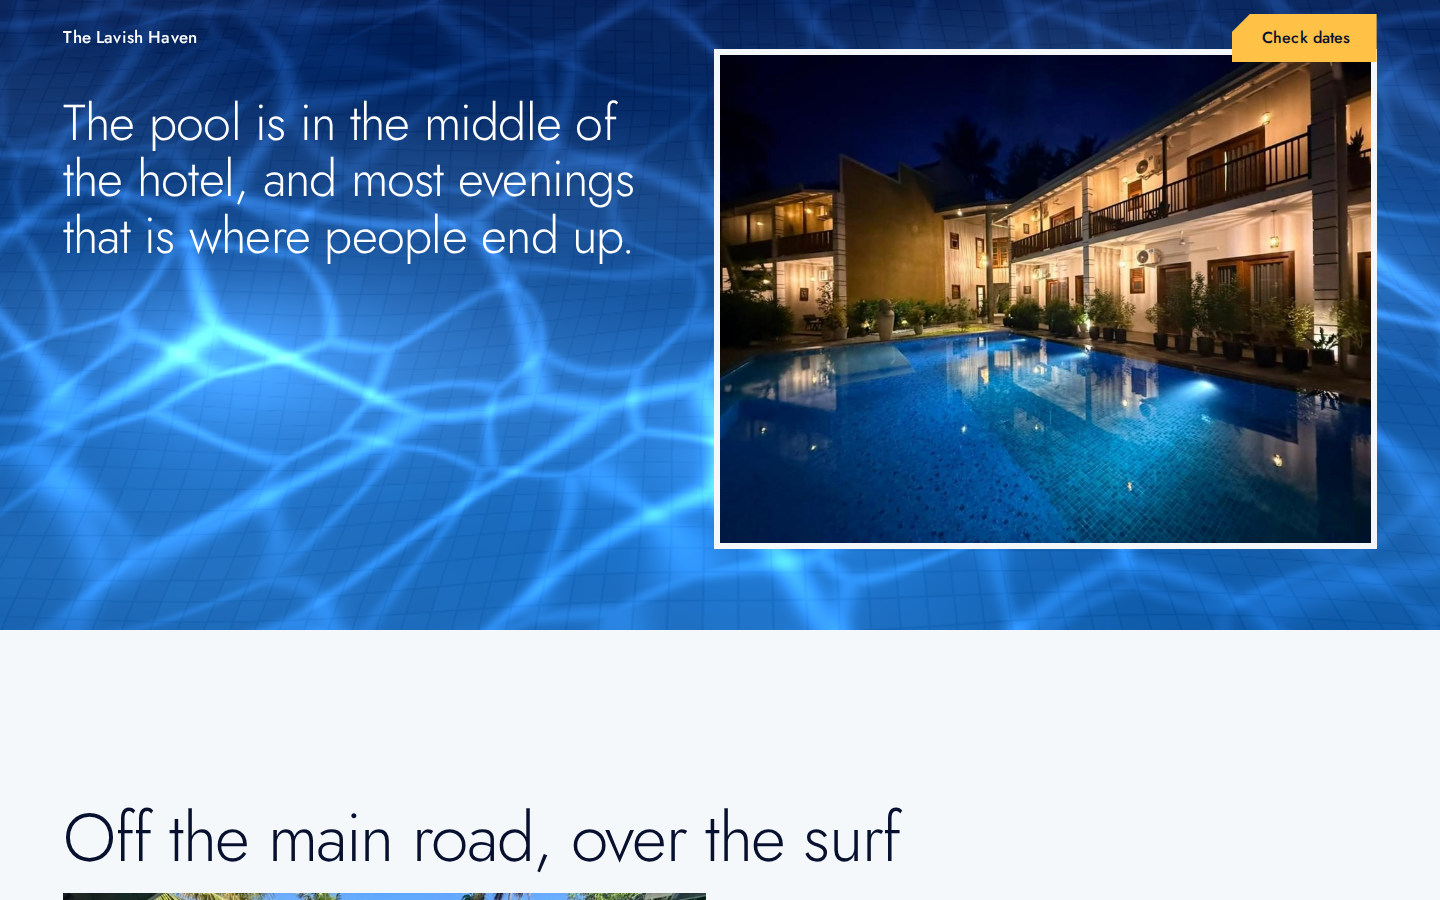 The Lavish Haven
Check dates
The pool is in the middle of
the hotel, and most evenings
that is where people end up.
Off the main road, over the surf